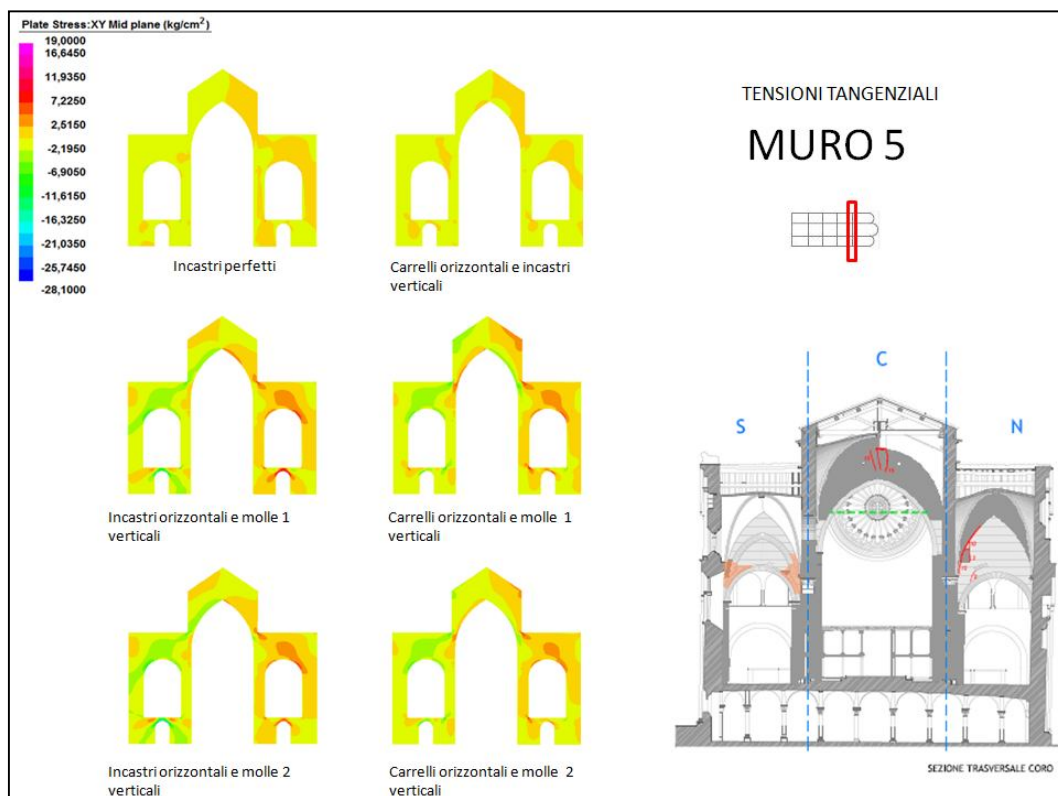 Plate Stress:XY Mid plane (kg/cm²)
19,0000
16,6450
11,9350
7,2250
2,5150
-2,1950
-6,9050
-11,6150
-16,3250
-21,0350
-25,7450
-28,1000
Incastri perfetti
Carrelli orizzontali e incastri
verticali
TENSIONI TANGENZIALI
MURO 5
Incastri orizzontali e molle 1
verticali
Carrelli orizzontali e molle 1
verticali
Incastri orizzontali e molle 2
verticali
Carrelli orizzontali e molle 2
verticali
C
S
N
SEZIONE TRASVERSALE CORO